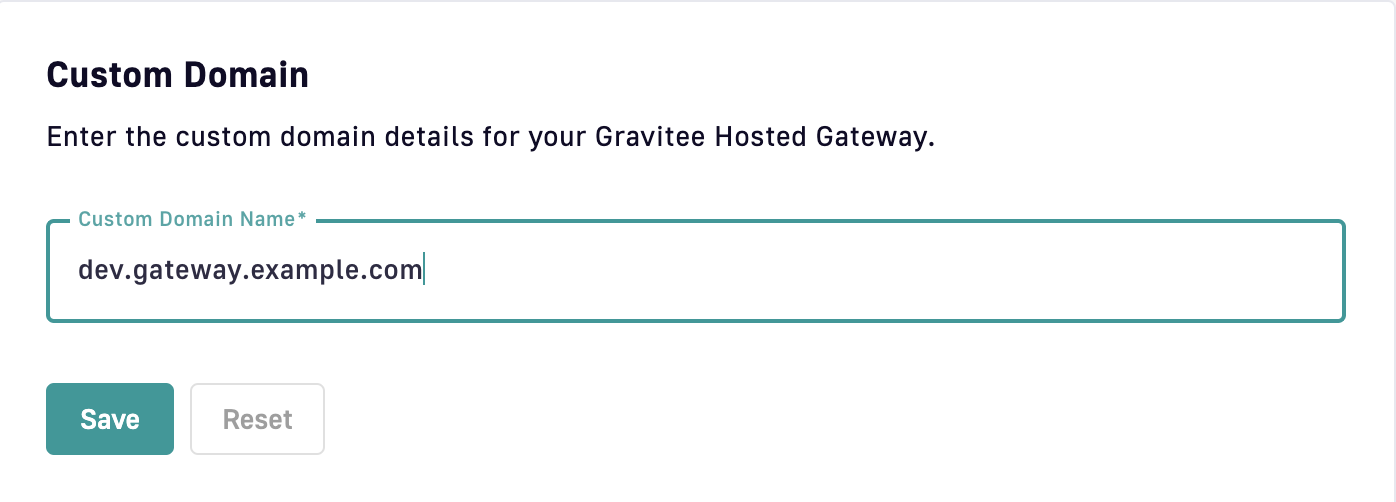 Custom Domain
Enter the custom domain details for your Gravitee Hosted Gateway.
Custom Domain Name*
dev.gateway.example.com
Save
Reset